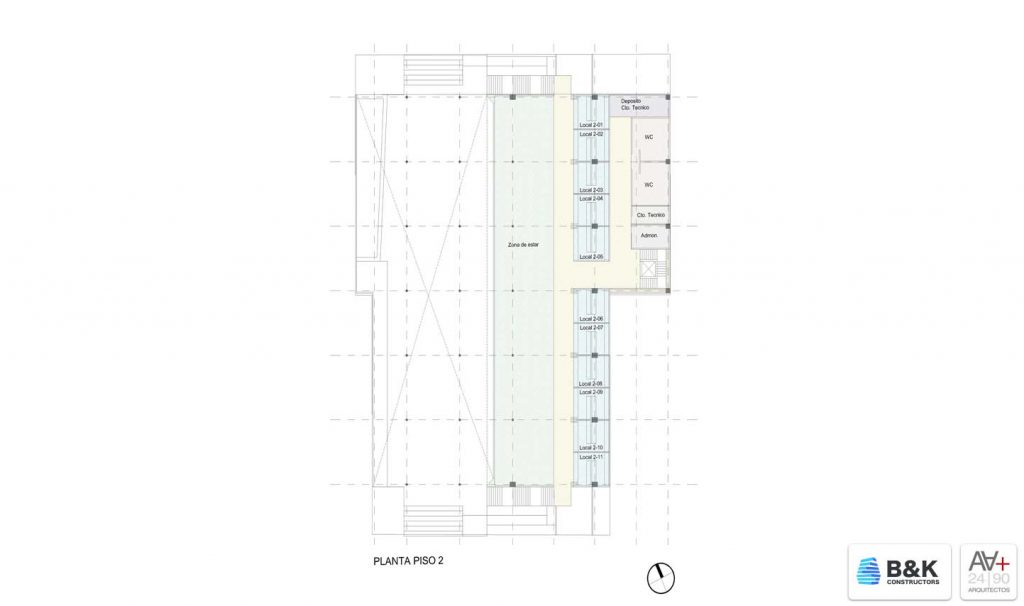 Deposito
Cto. Tecnico
Local 2-01
Local 2-02
WC
Local 2-03
Local 2-04
WC
Cto. Tecnico
Admon.
Zona de estar
Local 2-05
Local 2-06
Local 2-07
Local 2-08
Local 2-09
Local 2-10
Local 2-11
PLANTA PISO 2
B&K
CONSTRUCTORS
AA+
24|90
ARQUITECTOS